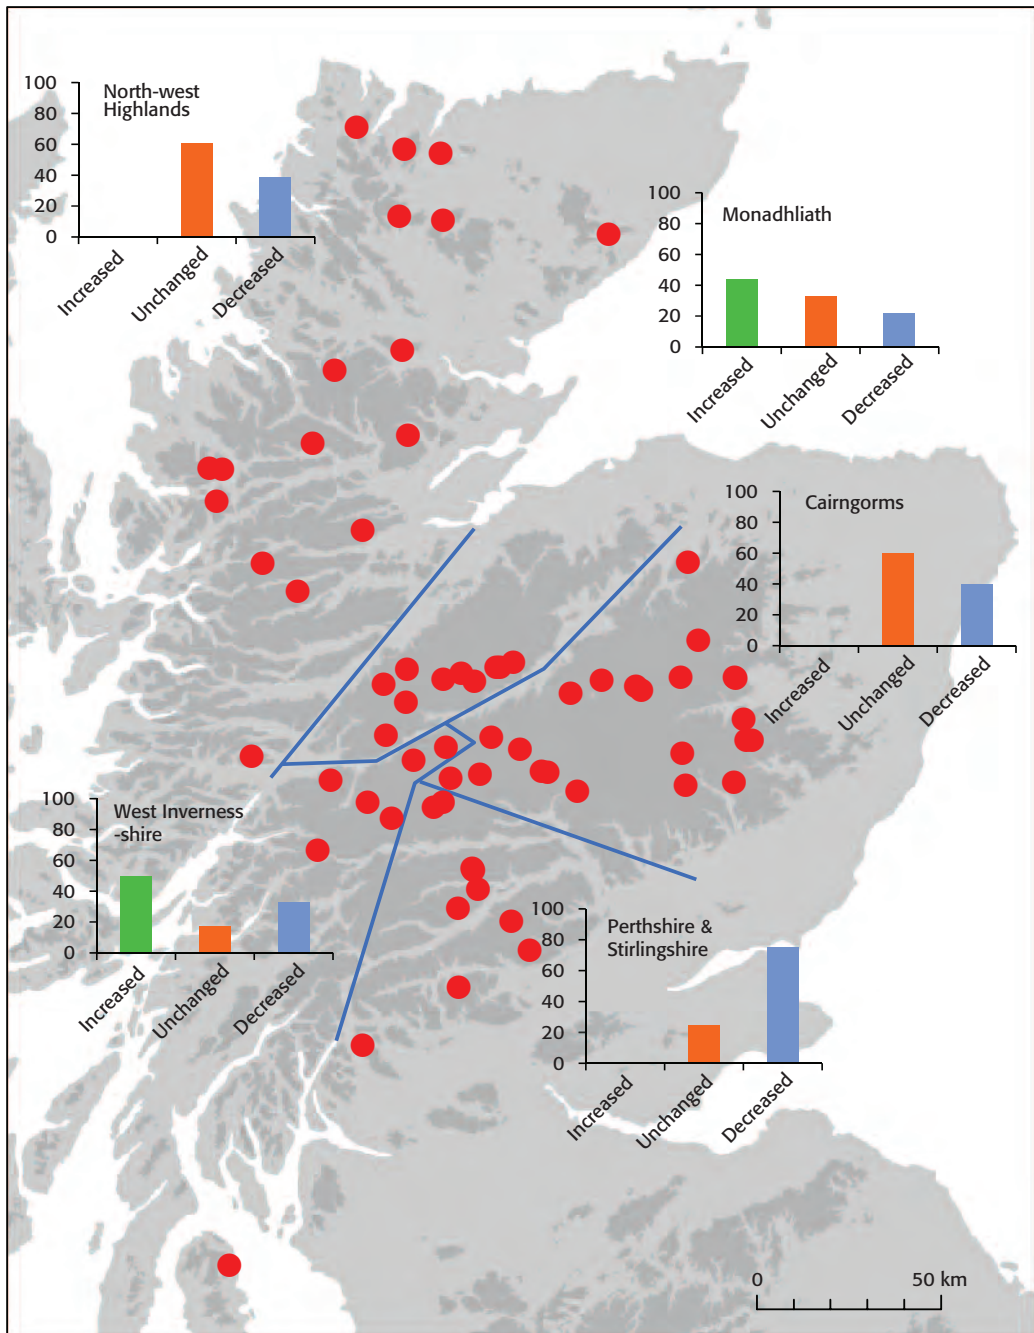 North-west
Highlands
100
80
60
40
20
0
Increased
Unchanged
Decreased
Monadhliath
100
80
60
40
20
0
Increased
Unchanged
Decreased
Cairngorms
100
80
60
40
20
0
Increased
Unchanged
Decreased
West Inverness
-shire
100
80
60
40
20
0
Increased
Unchanged
Decreased
Perthshire &
Stirlingshire
100
80
60
40
20
0
Increased
Unchanged
Decreased
0 50 km